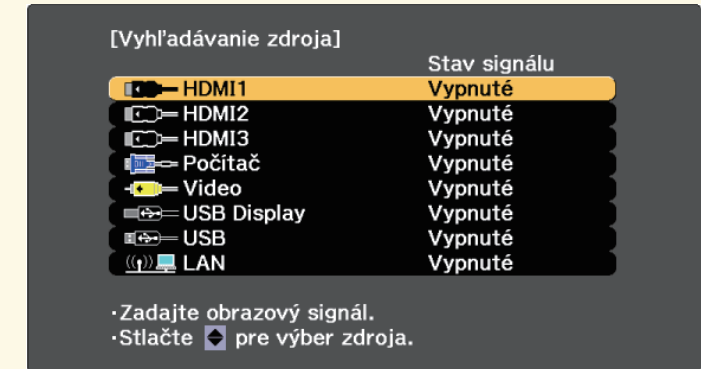 [Vyhľadávanie zdroja]
Stav signálu
HDMI1 Vypnuté
HDMI2 Vypnuté
HDMI3 Vypnuté
Počítač Vypnuté
Video Vypnuté
USB Display Vypnuté
USB Vypnuté
LAN Vypnuté
·Zadajte obrazový signál.
·Stlačte pre výber zdroja.